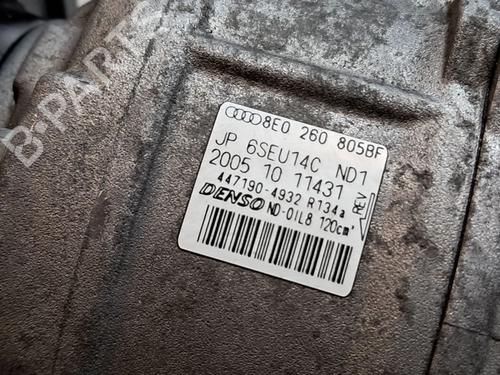 8E0 260 805BF
JP 6SEU14C ND1
2005 10 11431
447190-4932 R134a
DENSO ND-OIL8 120cm³
REV
B-PARTS